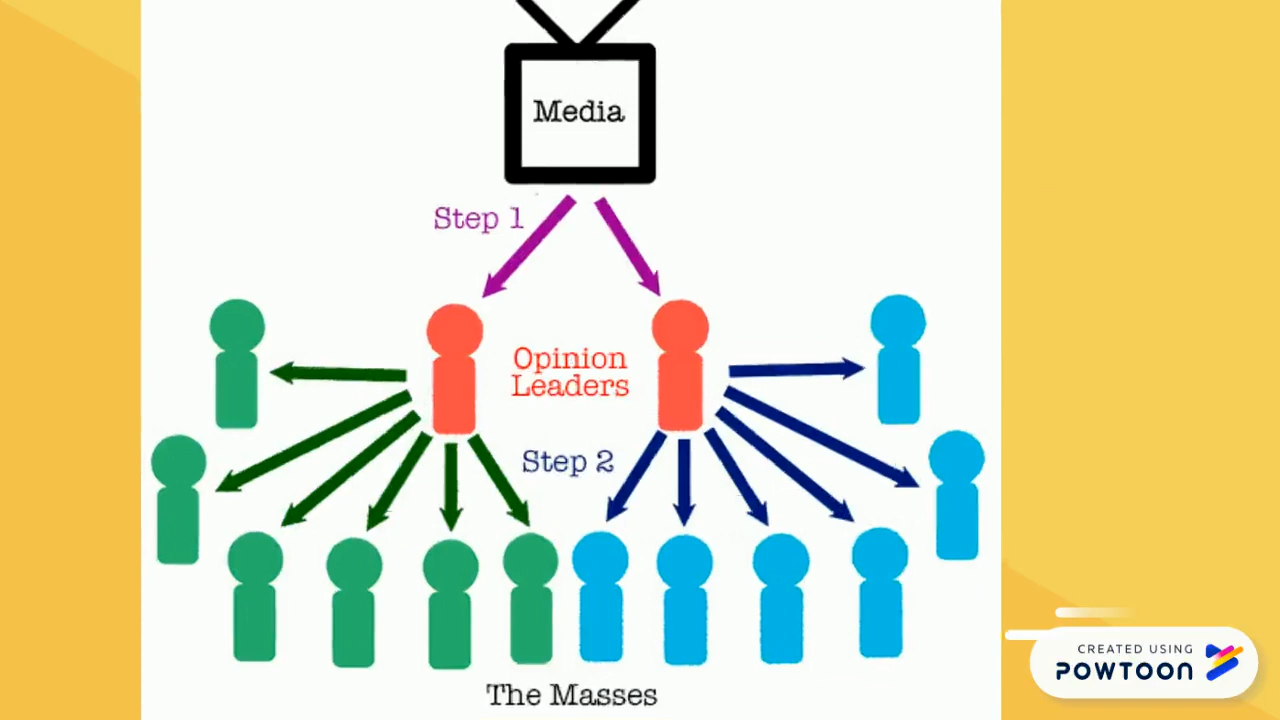 Media
Step 1
Opinion
Leaders
Step 2
The Masses
CREATED USING
POWTOON